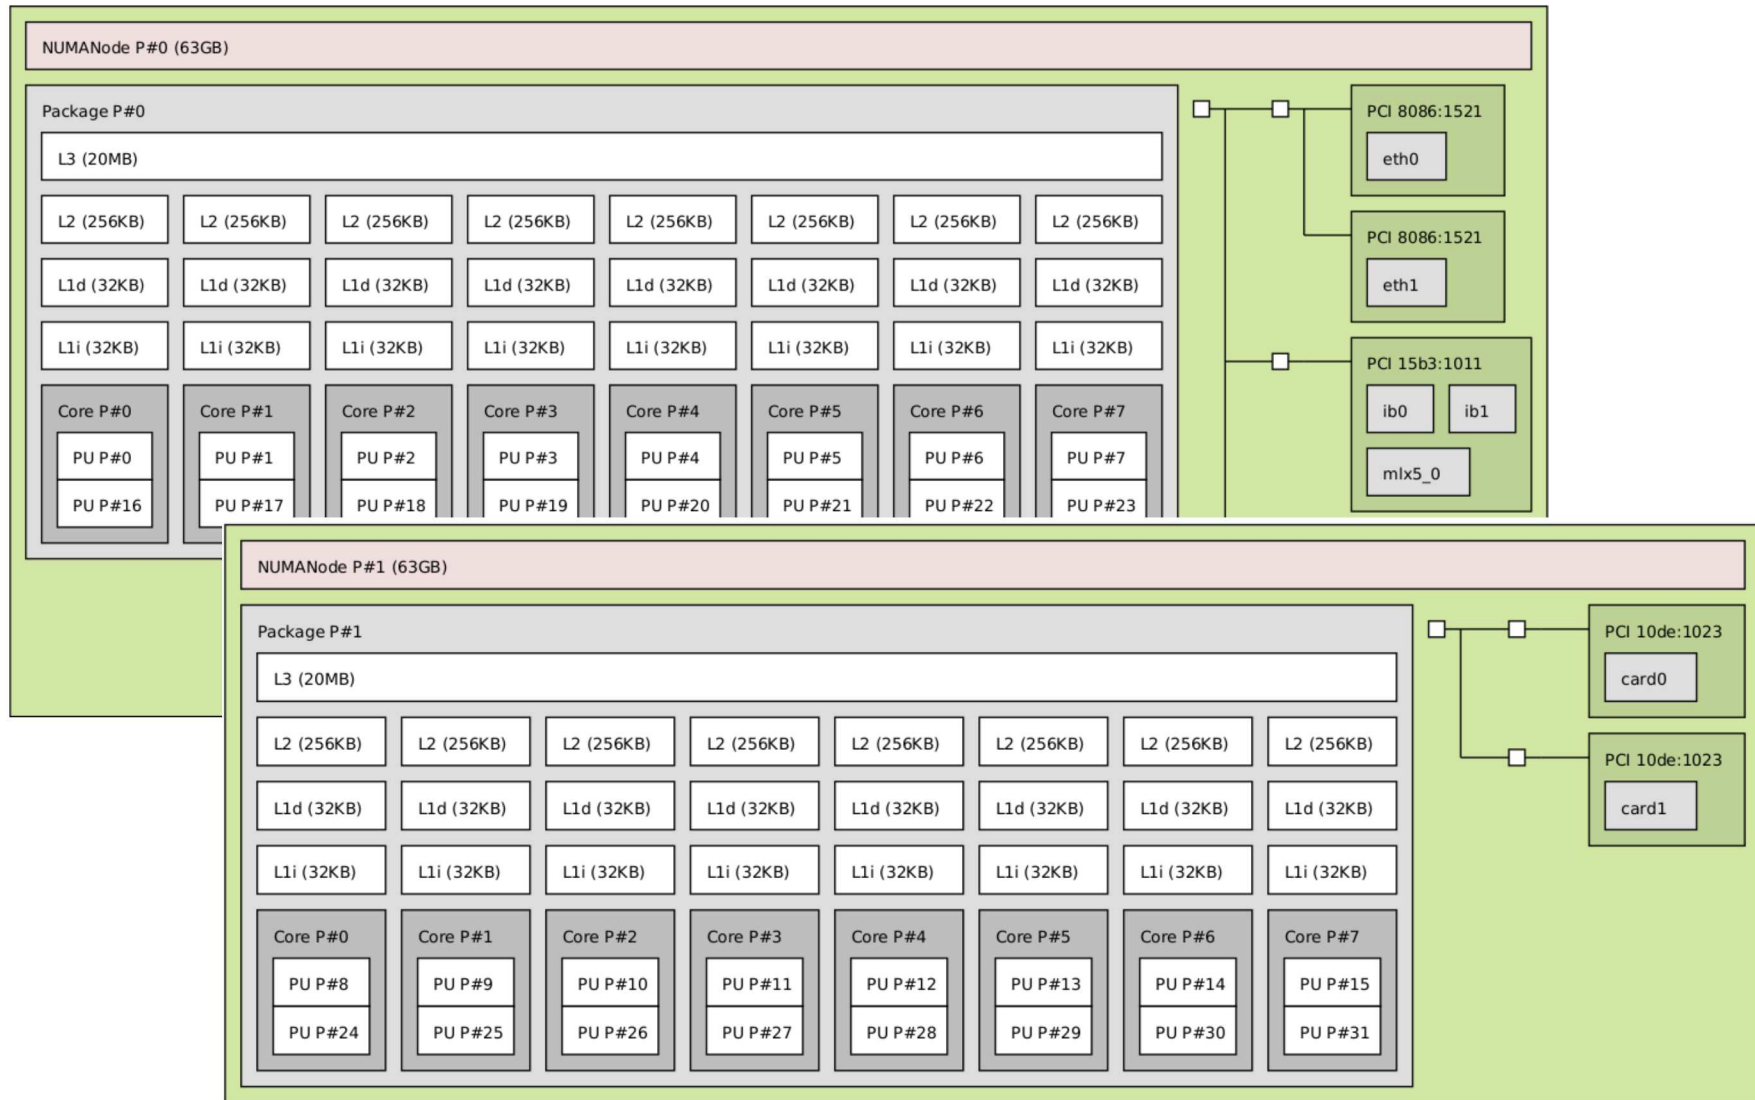 NUMANode P#0 (63GB)
Package P#0
L3 (20MB)
L2 (256KB) L2 (256KB) L2 (256KB) L2 (256KB) L2 (256KB) L2 (256KB) L2 (256KB) L2 (256KB)
L1d (32KB) L1d (32KB) L1d (32KB) L1d (32KB) L1d (32KB) L1d (32KB) L1d (32KB) L1d (32KB)
L1i (32KB) L1i (32KB) L1i (32KB) L1i (32KB) L1i (32KB) L1i (32KB) L1i (32KB) L1i (32KB)
Core P#0 Core P#1 Core P#2 Core P#3 Core P#4 Core P#5 Core P#6 Core P#7
PU P#0 PU P#1 PU P#2 PU P#3 PU P#4 PU P#5 PU P#6 PU P#7
PU P#16 PU P#17 PU P#18 PU P#19 PU P#20 PU P#21 PU P#22 PU P#23
PCI 8086:1521
eth0
PCI 8086:1521
eth1
PCI 15b3:1011
ib0 ib1
mlx5_0
NUMANode P#1 (63GB)
Package P#1
L3 (20MB)
L2 (256KB) L2 (256KB) L2 (256KB) L2 (256KB) L2 (256KB) L2 (256KB) L2 (256KB) L2 (256KB)
L1d (32KB) L1d (32KB) L1d (32KB) L1d (32KB) L1d (32KB) L1d (32KB) L1d (32KB) L1d (32KB)
L1i (32KB) L1i (32KB) L1i (32KB) L1i (32KB) L1i (32KB) L1i (32KB) L1i (32KB) L1i (32KB)
Core P#0 Core P#1 Core P#2 Core P#3 Core P#4 Core P#5 Core P#6 Core P#7
PU P#8 PU P#9 PU P#10 PU P#11 PU P#12 PU P#13 PU P#14 PU P#15
PU P#24 PU P#25 PU P#26 PU P#27 PU P#28 PU P#29 PU P#30 PU P#31
PCI 10de:1023
card0
PCI 10de:1023
card1